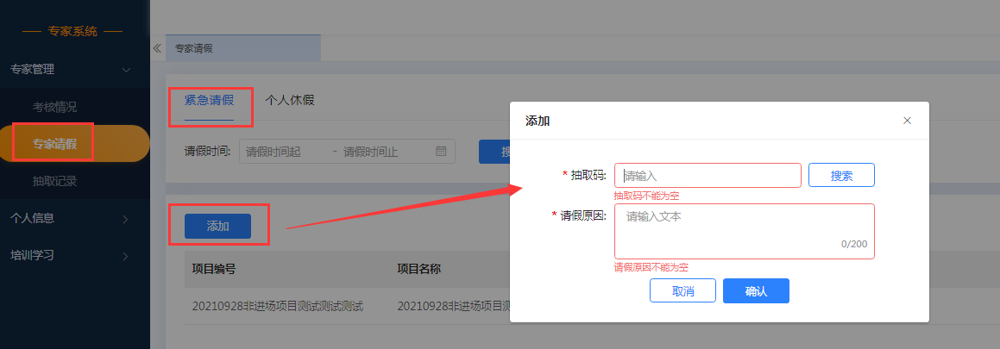 专家系统
专家管理
考核情况
专家请假
抽取记录
个人信息
培训学习
专家请假
紧急请假 个人休假
请假时间: 请假时间起 - 请假时间止
添加
项目编号 项目名称
20210928非进场项目测试测试测试 20210928非进场项目
添加
* 抽取码: 请输入 搜索
抽取码不能为空
* 请假原因: 请输入文本
0/200
请假原因不能为空
取消 确认